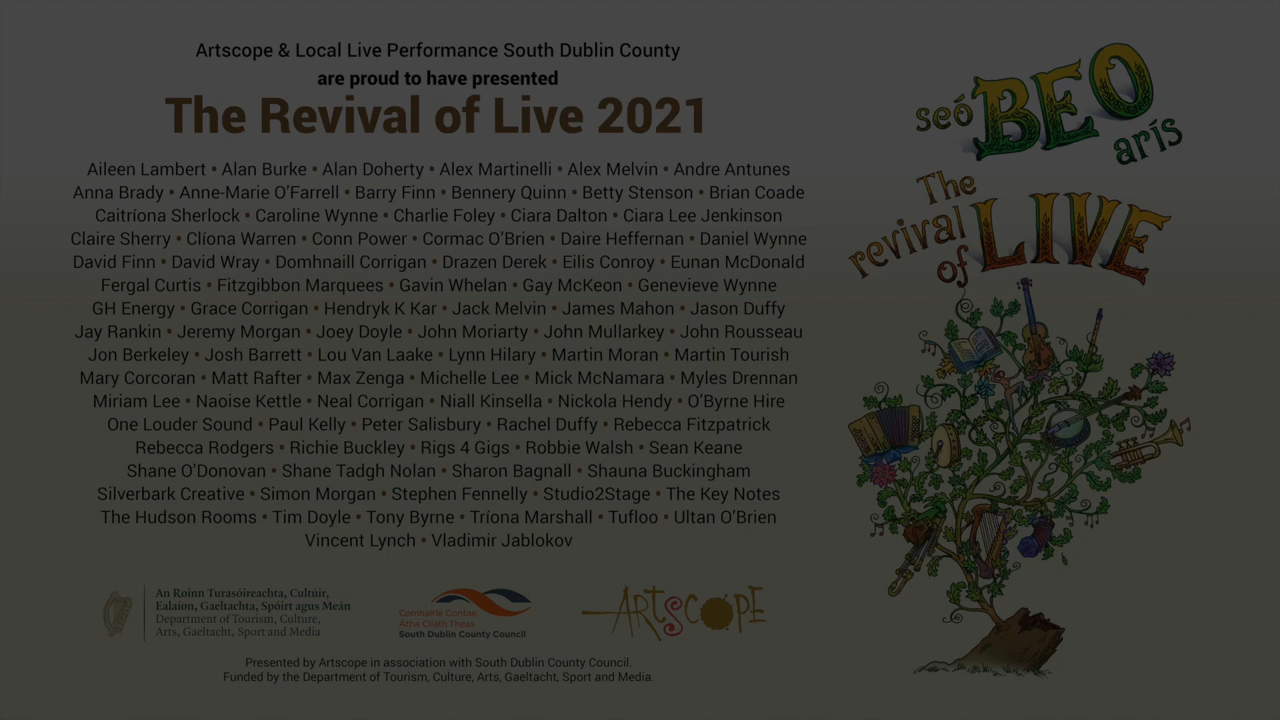 Artscope & Local Live Performance South Dublin County
are proud to have presented
The Revival of Live 2021
Aileen Lambert • Alan Burke • Alan Doherty • Alex Martinelli • Alex Melvin • Andre Antunes
Anna Brady • Anne-Marie O’Farrell • Barry Finn • Bennery Quinn • Betty Stenson • Brian Coade
Caitríona Sherlock • Caroline Wynne • Charlie Foley • Ciara Dalton • Ciara Lee Jenkinson
Claire Sherry • Clíona Warren • Conn Power • Cormac O’Brien • Daire Heffernan • Daniel Wynne
David Finn • David Wray • Domhnaill Corrigan • Drazen Derek • Eilis Conroy • Eunan McDonald
Fergal Curtis • Fitzgibbon Marquees • Gavin Whelan • Gay McKeon • Genevieve Wynne
GH Energy • Grace Corrigan • Hendryk K Kar • Jack Melvin • James Mahon • Jason Duffy
Jay Rankin • Jeremy Morgan • Joey Doyle • John Moriarty • John Mullarkey • John Rousseau
Jon Berkeley • Josh Barrett • Lou Van Laake • Lynn Hilary • Martin Moran • Martin Tourish
Mary Corcoran • Matt Rafter • Max Zenga • Michelle Lee • Mick McNamara • Myles Drennan
Miriam Lee • Naoise Kettle • Neal Corrigan • Niall Kinsella • Nickola Hendy • O’Byrne Hire
One Louder Sound • Paul Kelly • Peter Salisbury • Rachel Duffy • Rebecca Fitzpatrick
Rebecca Rodgers • Richie Buckley • Rigs 4 Gigs • Robbie Walsh • Sean Keane
Shane O’Donovan • Shane Tadgh Nolan • Sharon Bagnall • Shauna Buckingham
Silverbark Creative • Simon Morgan • Stephen Fennelly • Studio2Stage • The Key Notes
The Hudson Rooms • Tim Doyle • Tony Byrne • Tríona Marshall • Tufloo • Ultan O’Brien
Vincent Lynch • Vladimir Jablokov
An Roinn Turasóireachta, Cultúir,
Ealaíon, Gaeltachta, Spóirt agus Meán
Department of Tourism, Culture,
Arts, Gaeltacht, Sport and Media
Comhairle Contae
Átha Cliath Theas
South Dublin County Council
ARTSCOPE
Presented by Artscope in association with South Dublin County Council.
Funded by the Department of Tourism, Culture, Arts, Gaeltacht, Sport and Media.
seó BEO
arís
The
revival
of LIVE